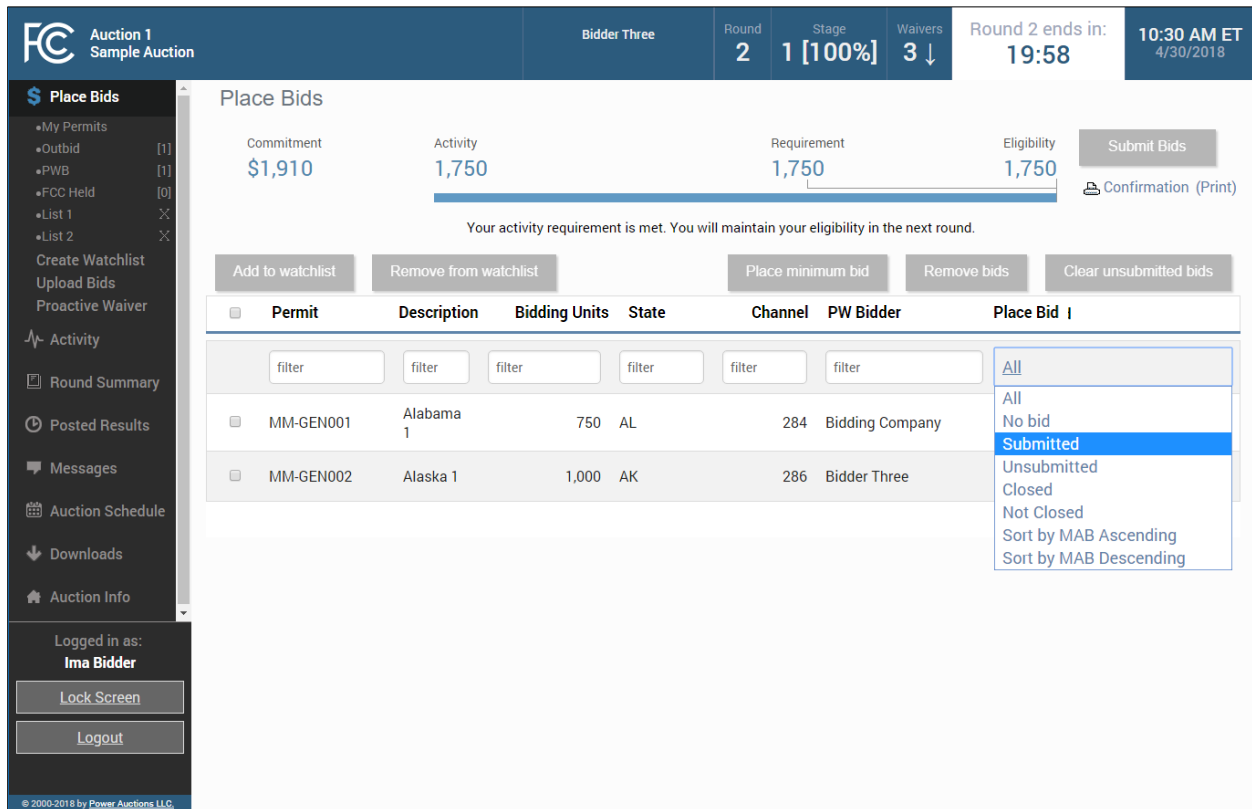 FCC Auction 1
Sample Auction
Bidder Three
Round
2
Stage
1 [100%]
Waivers
3 ↓
Round 2 ends in:
19:58
10:30 AM ET
4/30/2018
$ Place Bids
•My Permits
•Outbid [1]
•PWB [1]
•FCC Held [0]
•List 1 X
•List 2 X
Create Watchlist
Upload Bids
Proactive Waiver
Activity
Round Summary
Posted Results
Messages
Auction Schedule
Downloads
Auction Info
Logged in as:
Ima Bidder
Lock Screen
Logout
© 2000-2018 by Power Auctions LLC.
Place Bids
Commitment
$1,910
Activity
1,750
Requirement
1,750
Eligibility
1,750
Submit Bids
Confirmation (Print)
Your activity requirement is met. You will maintain your eligibility in the next round.
Add to watchlist Remove from watchlist Place minimum bid Remove bids Clear unsubmitted bids
Permit Description Bidding Units State Channel PW Bidder Place Bid
filter filter filter filter filter filter All
MM-GEN001 Alabama 750 AL 284 Bidding Company
1
MM-GEN002 Alaska 1 1,000 AK 286 Bidder Three
All
No bid
Submitted
Unsubmitted
Closed
Not Closed
Sort by MAB Ascending
Sort by MAB Descending